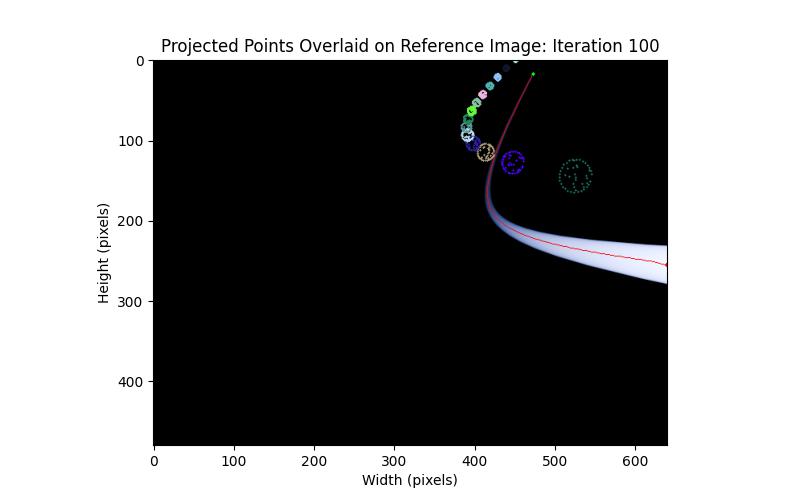 Projected Points Overlaid on Reference Image: Iteration 100
0
100
200
300
400
Height (pixels)
0 100 200 300 400 500 600
Width (pixels)